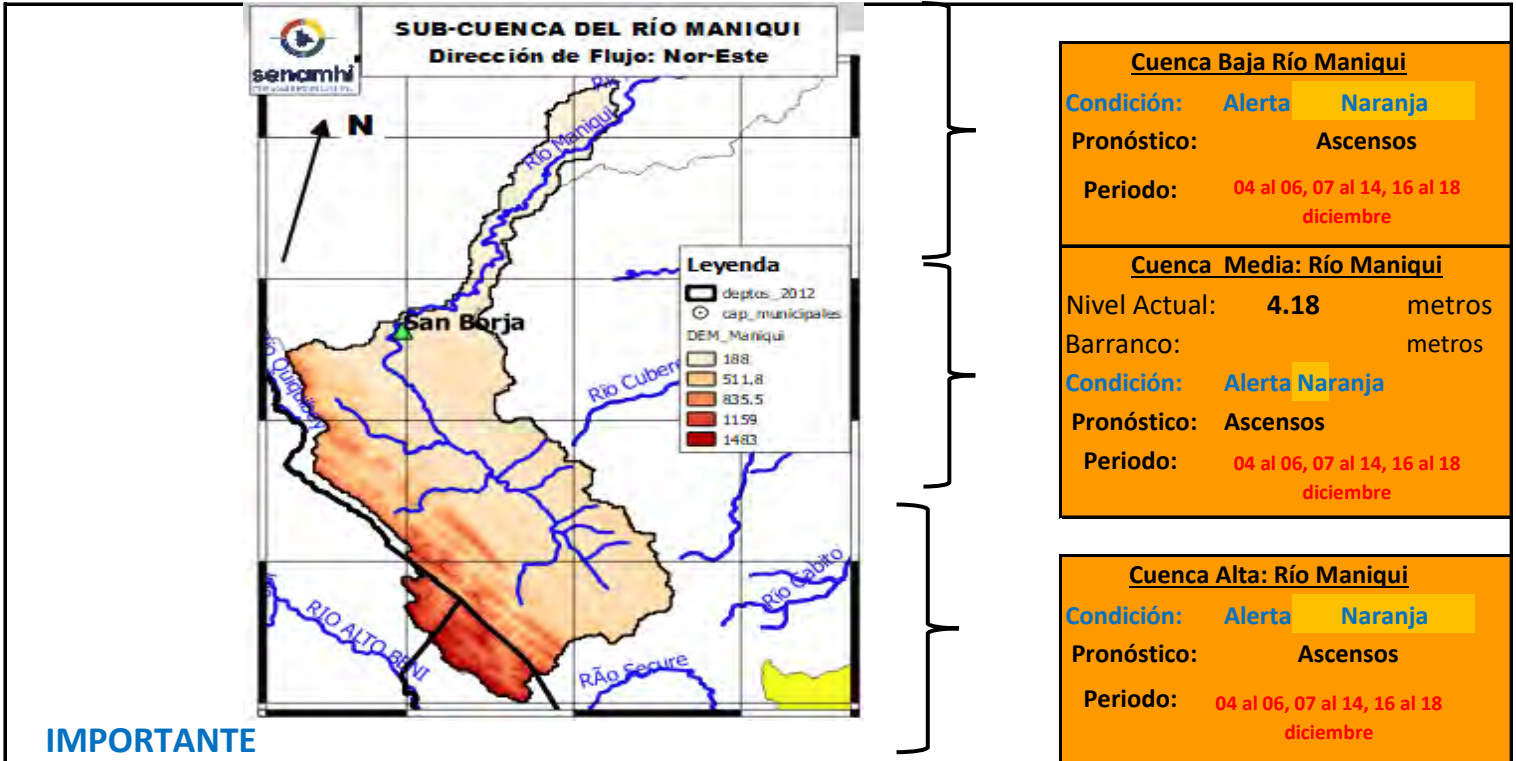 senamhi
SUB-CUENCA DEL RÍO MANIQUI
Dirección de Flujo: Nor-Este
N
Río Maniqui
San Borja
Río Quiquibey
Leyenda
deptos_2012
cap_municipales
DEM_Maniqui
188
511,8
835.5
1159
1483
Río Cabito
RIO ALTO BENI
RÃo Secure
IMPORTANTE
Cuenca Baja Río Maniqui
Condición: Alerta Naranja
Pronóstico: Ascensos
Periodo: 04 al 06, 07 al 14, 16 al 18
diciembre
Cuenca Media: Río Maniqui
Nivel Actual: 4.18 metros
Barranco: metros
Condición: Alerta Naranja
Pronóstico: Ascensos
Periodo: 04 al 06, 07 al 14, 16 al 18
diciembre
Cuenca Alta: Río Maniqui
Condición: Alerta Naranja
Pronóstico: Ascensos
Periodo: 04 al 06, 07 al 14, 16 al 18
diciembre